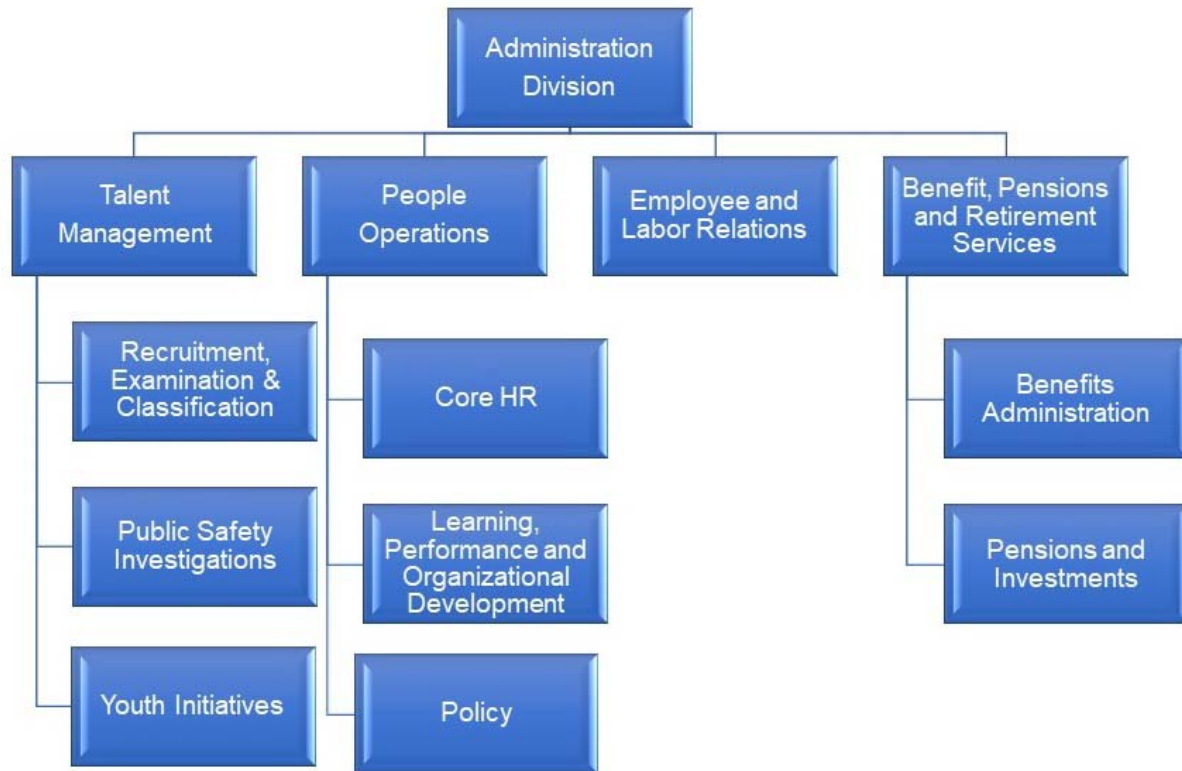 Administration
Division
Talent
Management
People
Operations
Employee and
Labor Relations
Benefit, Pensions
and Retirement
Services
Recruitment,
Examination &
Classification
Core HR
Benefits
Administration
Public Safety
Investigations
Learning,
Performance and
Organizational
Development
Pensions and
Investments
Youth Initiatives
Policy